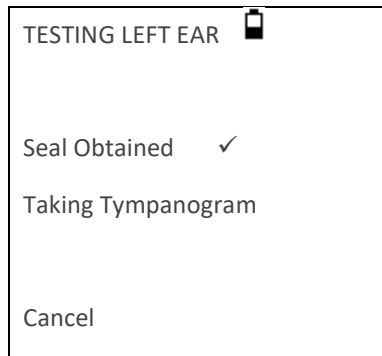 TESTING LEFT EAR
Seal Obtained ✓
Taking Tympanogram
Cancel